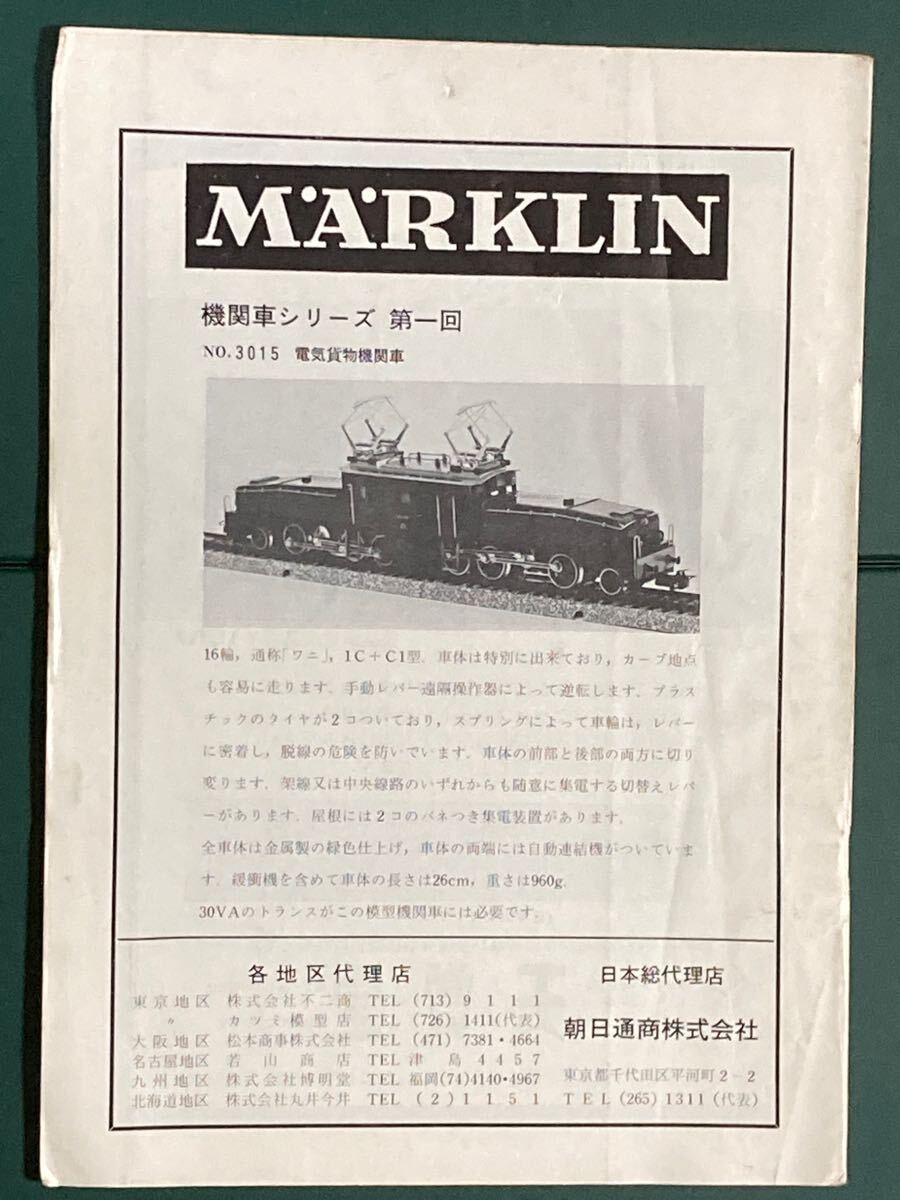 MÄRKLIN
機関車シリーズ 第一回
NO.3015 電気貨物機関車
16輪，通称「ワニ」，1C＋C1型．車体は特別に出来ており，カーブ地点
も容易に走ります．手動レバー遠隔操作器によって逆転します．プラス
チックのタイヤが2コついており，スプリングによって車輪は，レバー
に密着し，脱線の危険を防いでいます．車体の前部と後部の両方に切り
変ります．架線又は中央線路のいずれからも随意に集電する切替えレバ
ーがあります．屋根には2コのバネつき集電装置があります．
全車体は金属製の緑色仕上げ，車体の両端には自動連結機がついていま
す．緩衝機を含めて車体の長さは26cm，重さは960g．
30VAのトランスがこの模型機関車には必要です．
各地区代理店
東京地区 株式会社不二商 TEL (713) 9111
〃 カツミ模型店 TEL (726) 1411(代表)
大阪地区 松本商事株式会社 TEL (471) 7381・4664
名古屋地区 若山商店 TEL 津島 4457
九州地区 株式会社博明堂 TEL 福岡(74)4140・4967
北海道地区 株式会社丸井今井 TEL (2) 1151
日本総代理店
朝日通商株式会社
東京都千代田区平河町2－2
TEL (265) 1311 (代表)